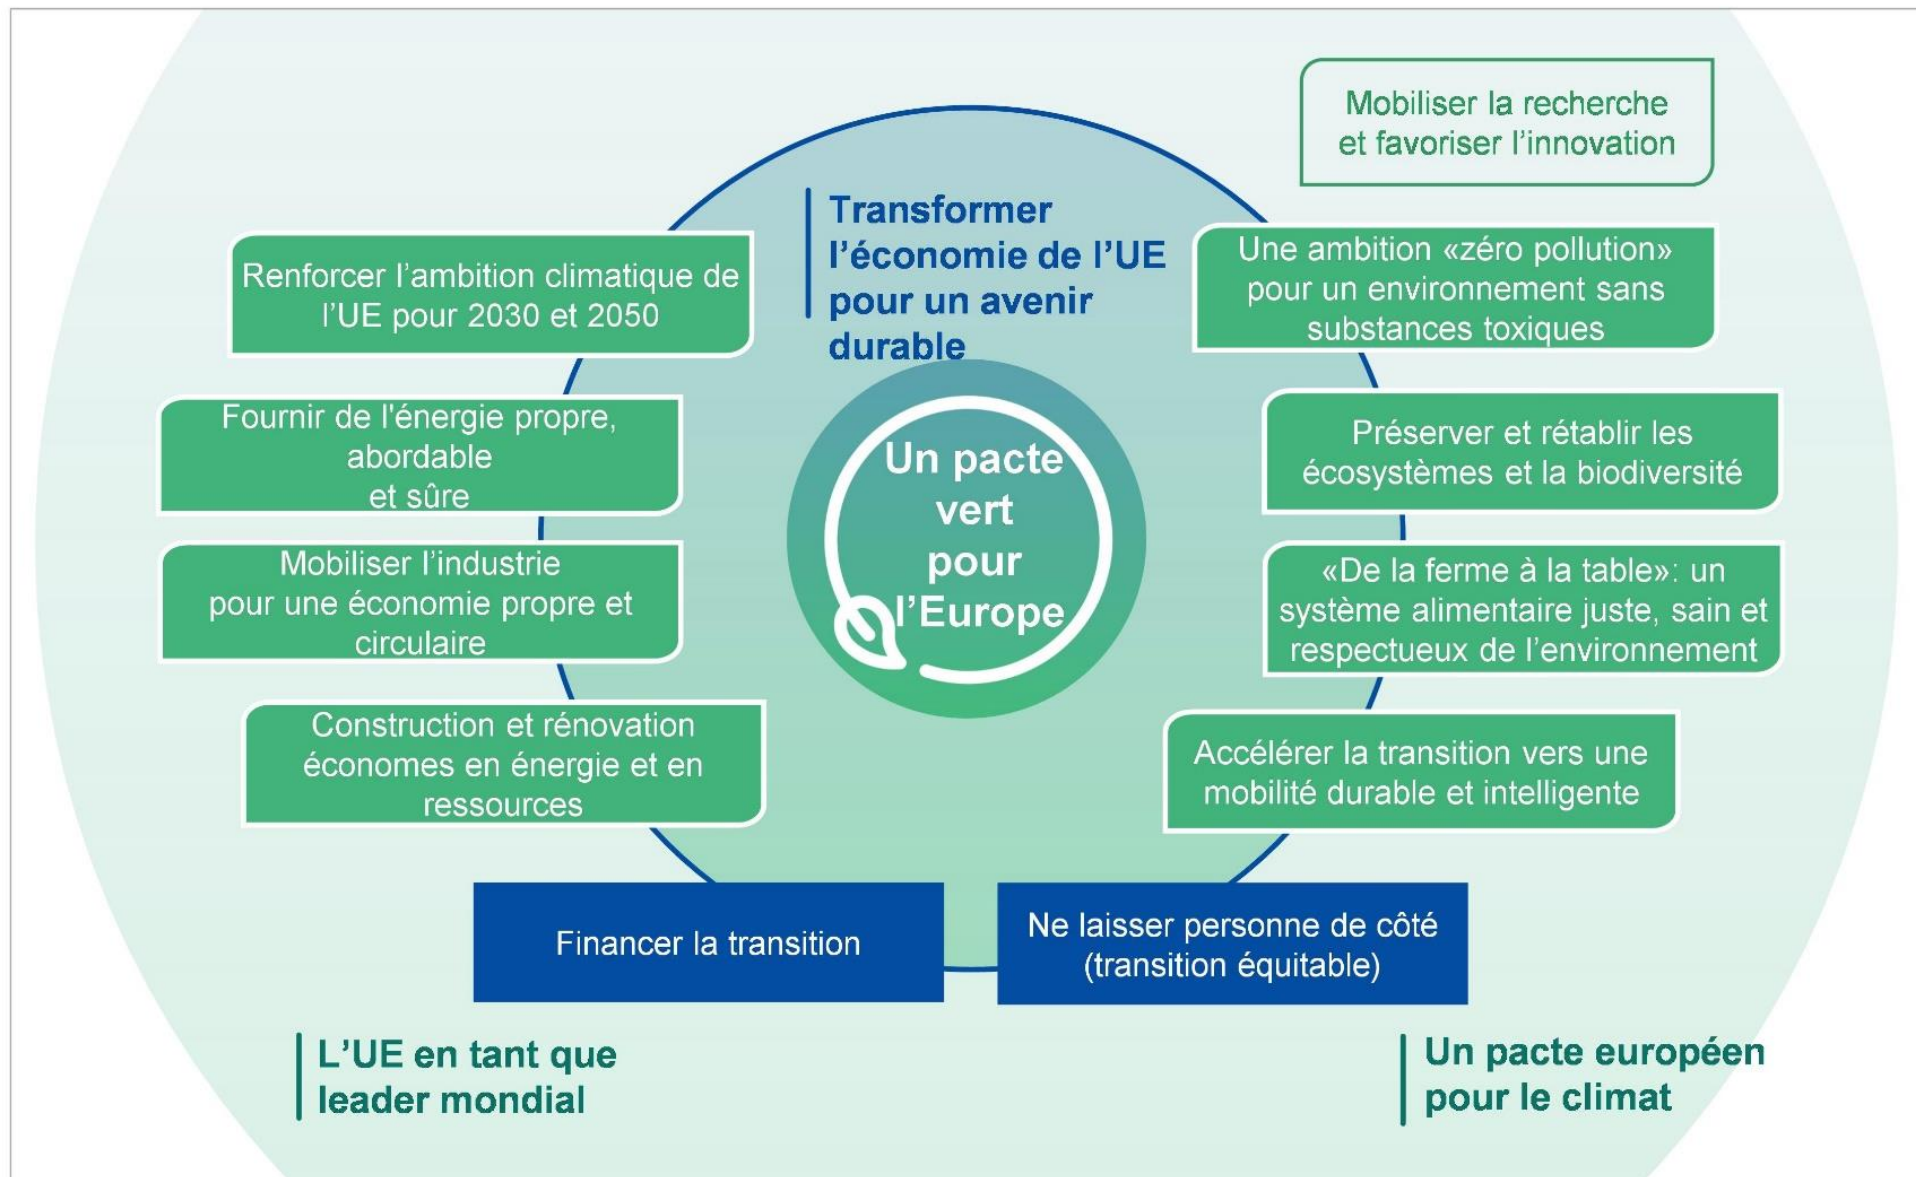 Mobiliser la recherche
et favoriser l’innovation
Transformer
l’économie de l’UE
pour un avenir
durable
Renforcer l’ambition climatique de
l’UE pour 2030 et 2050
Une ambition «zéro pollution»
pour un environnement sans
substances toxiques
Fournir de l'énergie propre,
abordable
et sûre
Préserver et rétablir les
écosystèmes et la biodiversité
Un pacte
vert
pour
l’Europe
Mobiliser l’industrie
pour une économie propre et
circulaire
«De la ferme à la table»: un
système alimentaire juste, sain et
respectueux de l’environnement
Construction et rénovation
économes en énergie et en
ressources
Accélérer la transition vers une
mobilité durable et intelligente
Financer la transition
Ne laisser personne de côté
(transition équitable)
L’UE en tant que
leader mondial
Un pacte européen
pour le climat